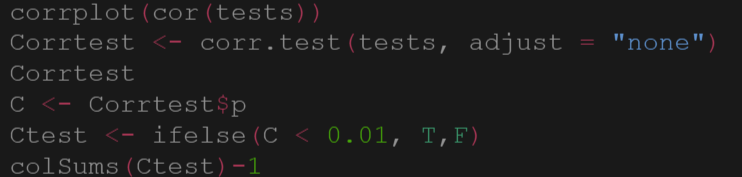 corrplot(cor(tests))
Corrtest <- corr.test(tests, adjust = "none")
Corrtest
C <- Corrtest$p
Ctest <- ifelse(C < 0.01, T,F)
colSums(Ctest)-1